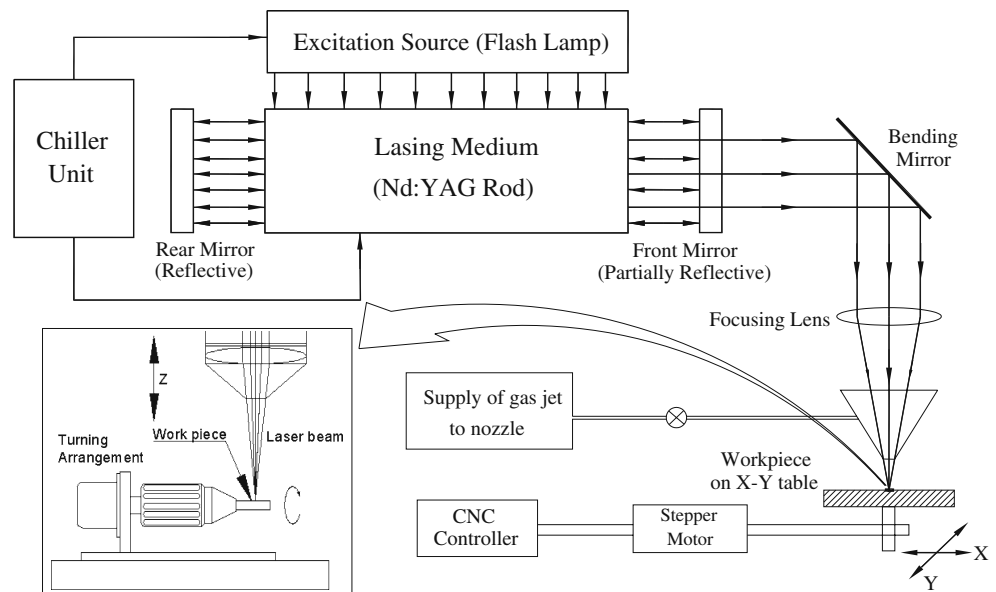 Excitation Source (Flash Lamp)
Chiller
Unit
Lasing Medium
(Nd:YAG Rod)
Bending
Mirror
Rear Mirror
(Reflective)
Front Mirror
(Partially Reflective)
Focusing Lens
Supply of gas jet
to nozzle
Workpiece
on X-Y table
CNC
Controller
Stepper
Motor
X
Y
Z
Work piece
Laser beam
Turning
Arrangement